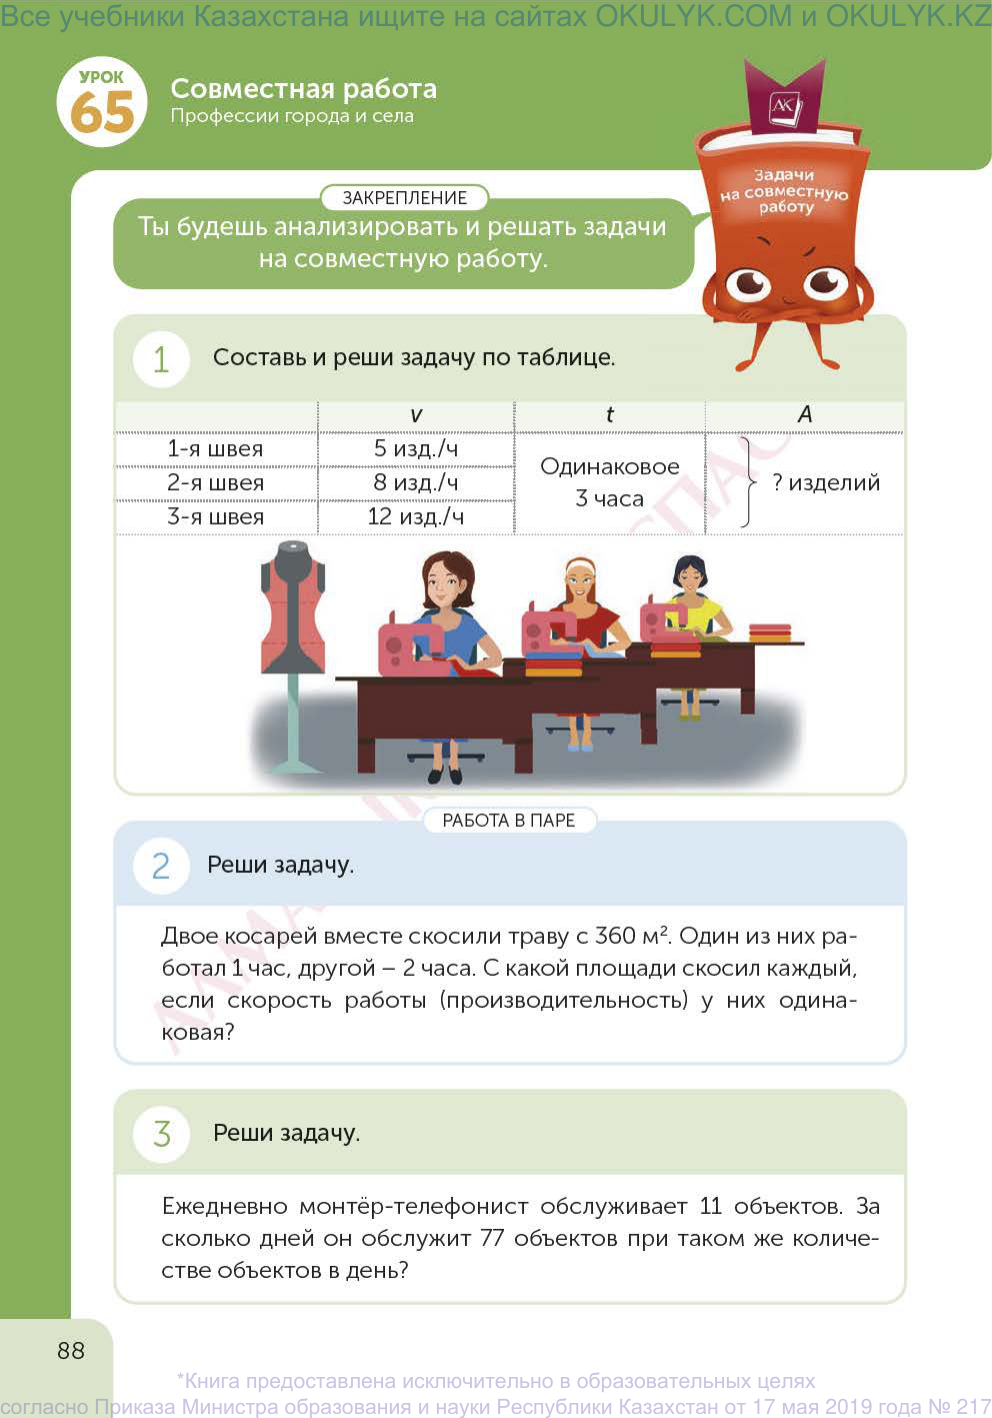 Все учебники Казахстана ищите на сайтах OKULYK.COM и OKULYK.KZ
УРОК
65
Совместная работа
Профессии города и села
АК
Задачи
на совместную
работу
ЗАКРЕПЛЕНИЕ
Ты будешь анализировать и решать задачи
на совместную работу.
1 Составь и реши задачу по таблице.
v t A
1-я швея 5 изд./ч
2-я швея 8 изд./ч
3-я швея 12 изд./ч
Одинаковое
3 часа
? изделий
РАБОТА В ПАРЕ
2 Реши задачу.
Двое косарей вместе скосили траву с 360 м². Один из них ра-
ботал 1 час, другой – 2 часа. С какой площади скосил каждый,
если скорость работы (производительность) у них одина-
ковая?
3 Реши задачу.
Ежедневно монтёр-телефонист обслуживает 11 объектов. За
сколько дней он обслужит 77 объектов при таком же количе-
стве объектов в день?
88
*Книга предоставлена исключительно в образовательных целях
согласно Приказа Министра образования и науки Республики Казахстан от 17 мая 2019 года № 217